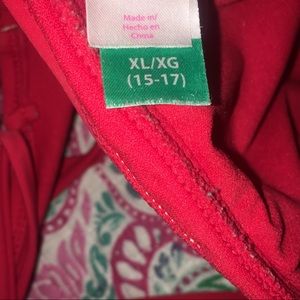 Made in/
Hecho en
China
XL/XG
(15-17)